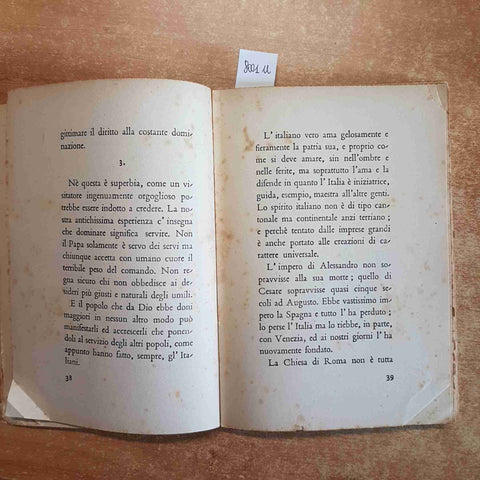 8001 U
gittimare il diritto alla costante domi-
nazione.
3.
Nè questa è superbia, come un vi-
sitatore ingenuamente orgoglioso po-
trebbe essere indotto a credere. La no-
stra antichissima esperienza c' insegna
che dominare significa servire. Non
il Papa solamente è servo dei servi ma
chiunque accetta con umano cuore il
terribile peso del comando. Non re-
gna sicuro chi non obbedisce ai de-
sideri più giusti e naturali degli umili.
E il popolo che da Dio ebbe doni
maggiori in nessun altro modo può
manifestarli ed accrescerli che ponen-
doli al servizio degli altri popoli, come
appunto hanno fatto, sempre, gl' Ita-
liani.
38
L' italiano vero ama gelosamente e
fieramente la patria sua, e proprio co-
me si deve amare, sin nell'ombre e
nelle ferite, ma soprattutto l'ama e la
difende in quanto l' Italia è iniziatrice,
guida, esempio, maestra all'altre genti.
Lo spirito italiano non è di tipo can-
tonale ma continentale anzi terriano ;
e perchè tentato dalle imprese grandi
è anche portato alle creazioni di ca-
rattere universale.
L'impero di Alessandro non so-
pravvisse alla sua morte ; quello di
Cesare sopravvisse quasi cinque se-
coli ad Augusto. Ebbe vastissimo im-
pero la Spagna e tutto l' ha perduto ;
lo perse l' Italia ma lo riebbe, in parte,
con Venezia, ed ai nostri giorni l' ha
nuovamente fondato.
La Chiesa di Roma non è tutta
39